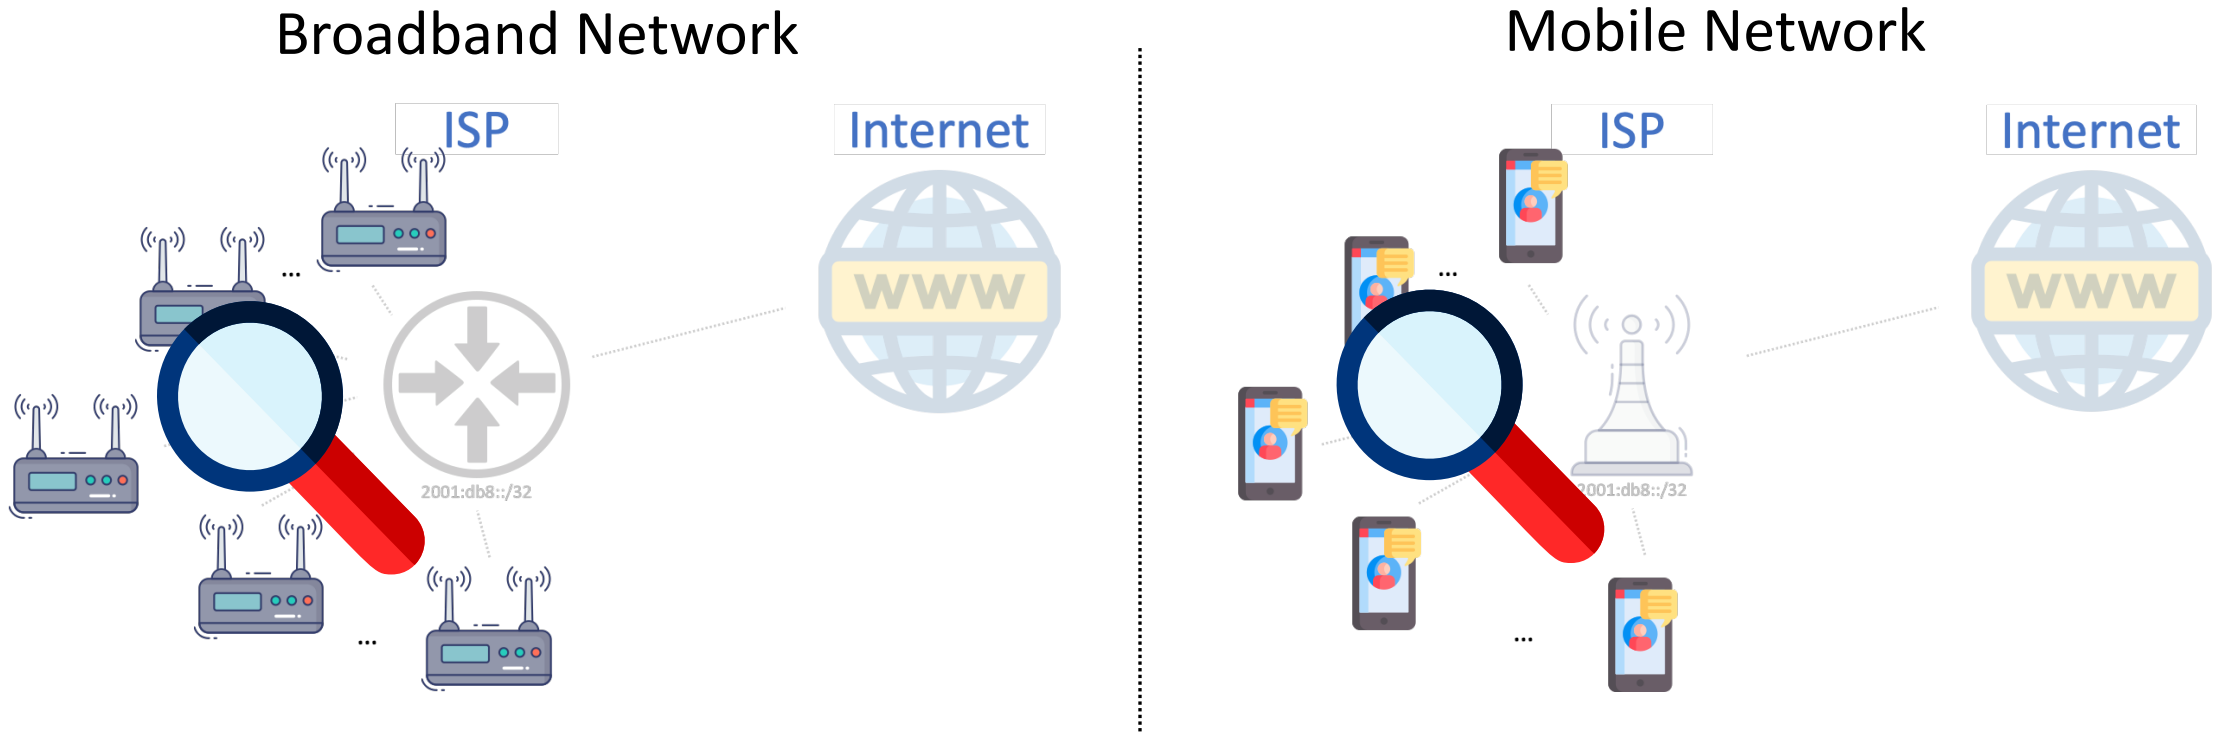 Broadband Network
ISP
Internet
...
www
2001:db8::/32
...
Mobile Network
ISP
Internet
...
www
2001:db8::/32
...